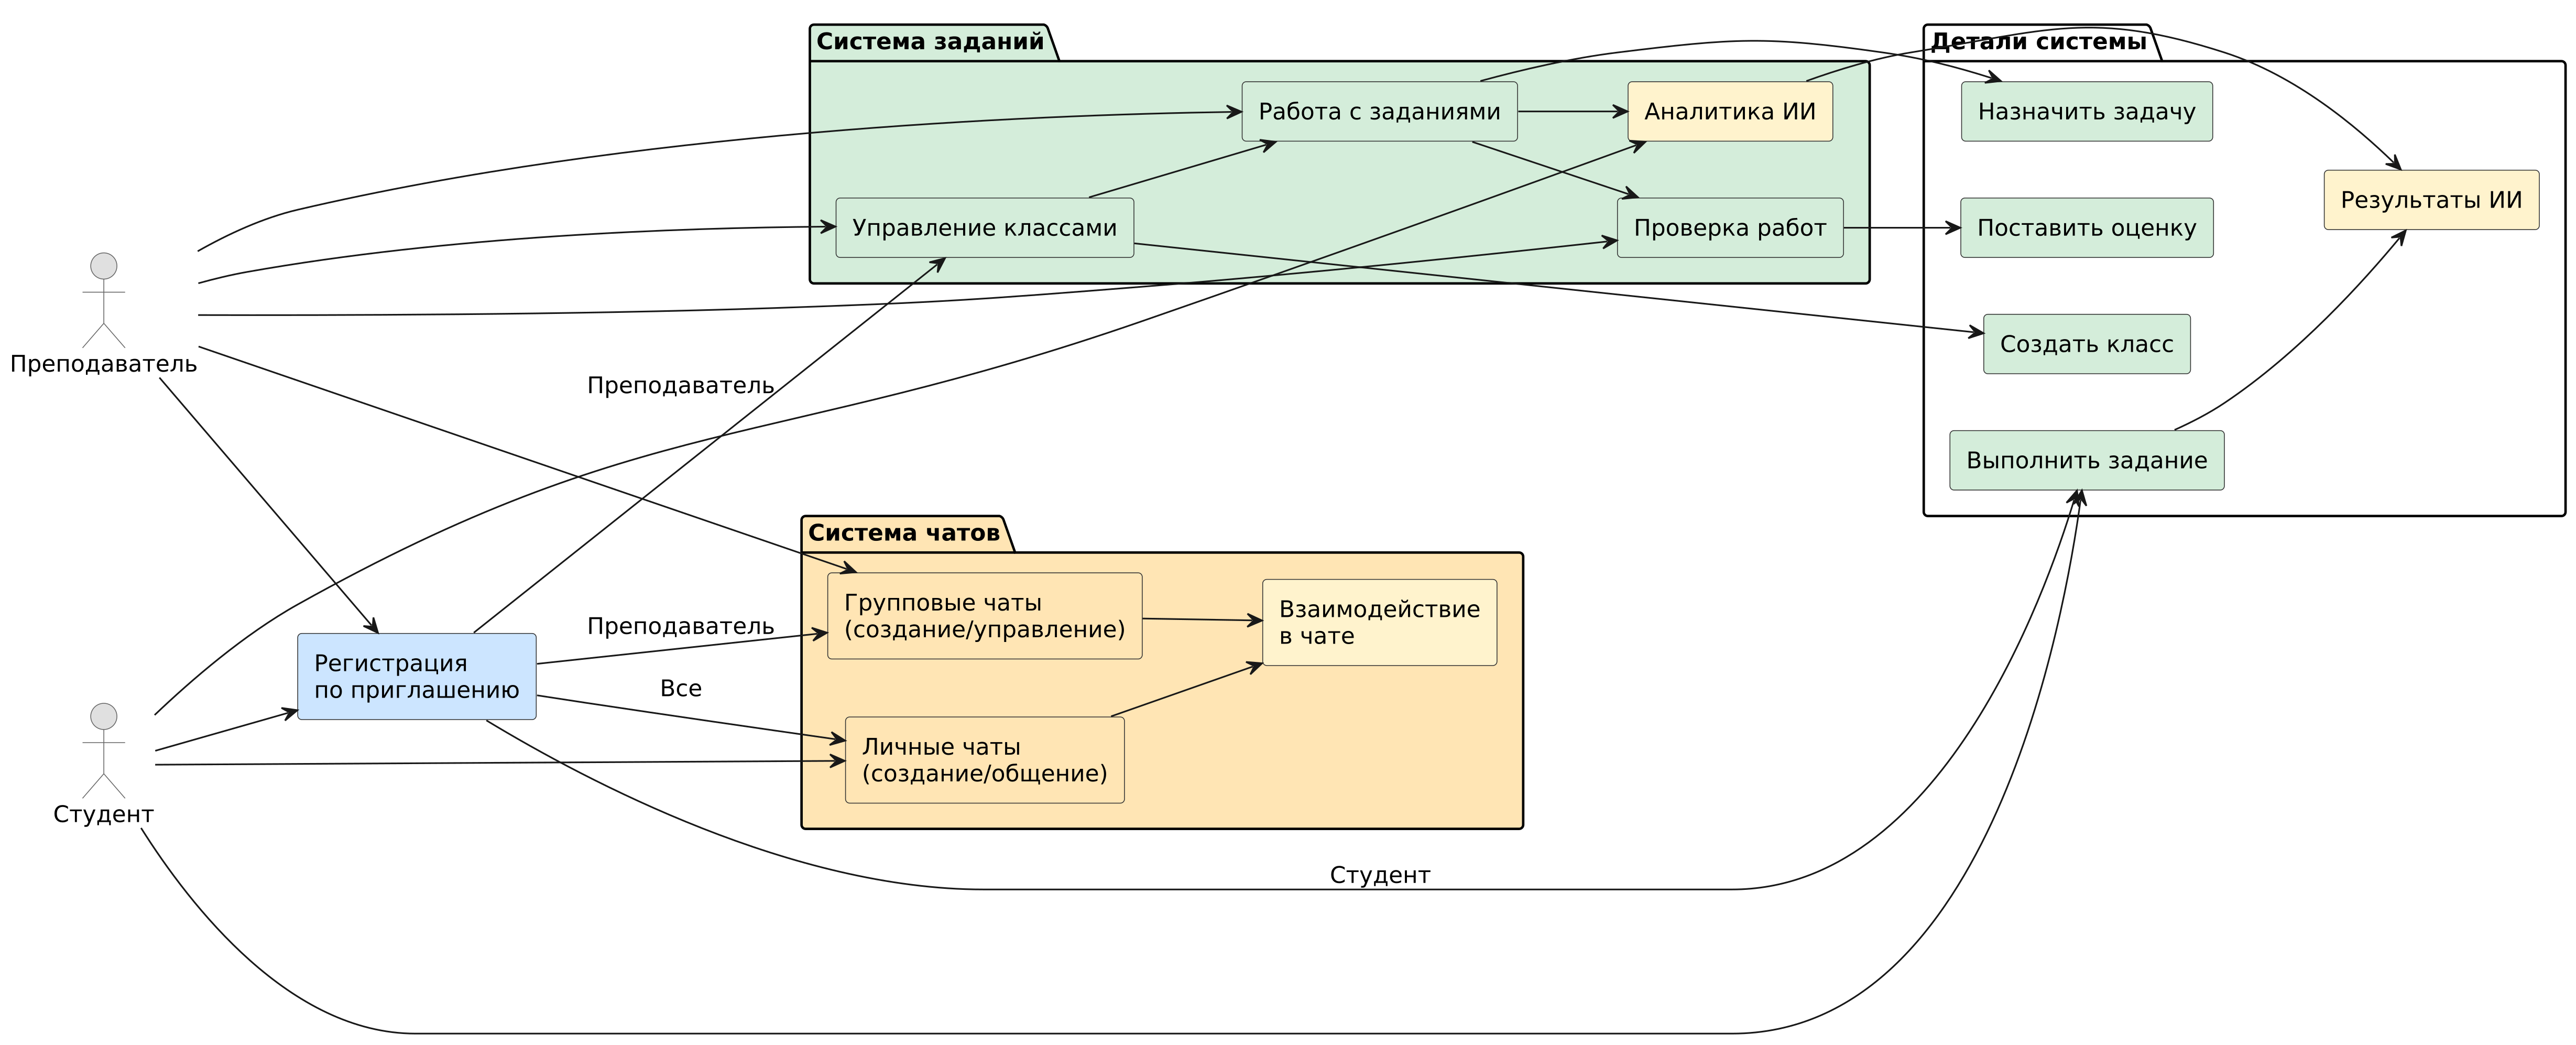 Система заданий
Детали системы
Работа с заданиями
Аналитика ИИ
Назначить задачу
Результаты ИИ
Управление классами
Проверка работ
Поставить оценку
Создать класс
Преподаватель
Преподаватель
Выполнить задание
Система чатов
Групповые чаты
(создание/управление)
Взаимодействие
в чате
Преподаватель
Регистрация
по приглашению
Все
Личные чаты
(создание/общение)
Студент
Студент